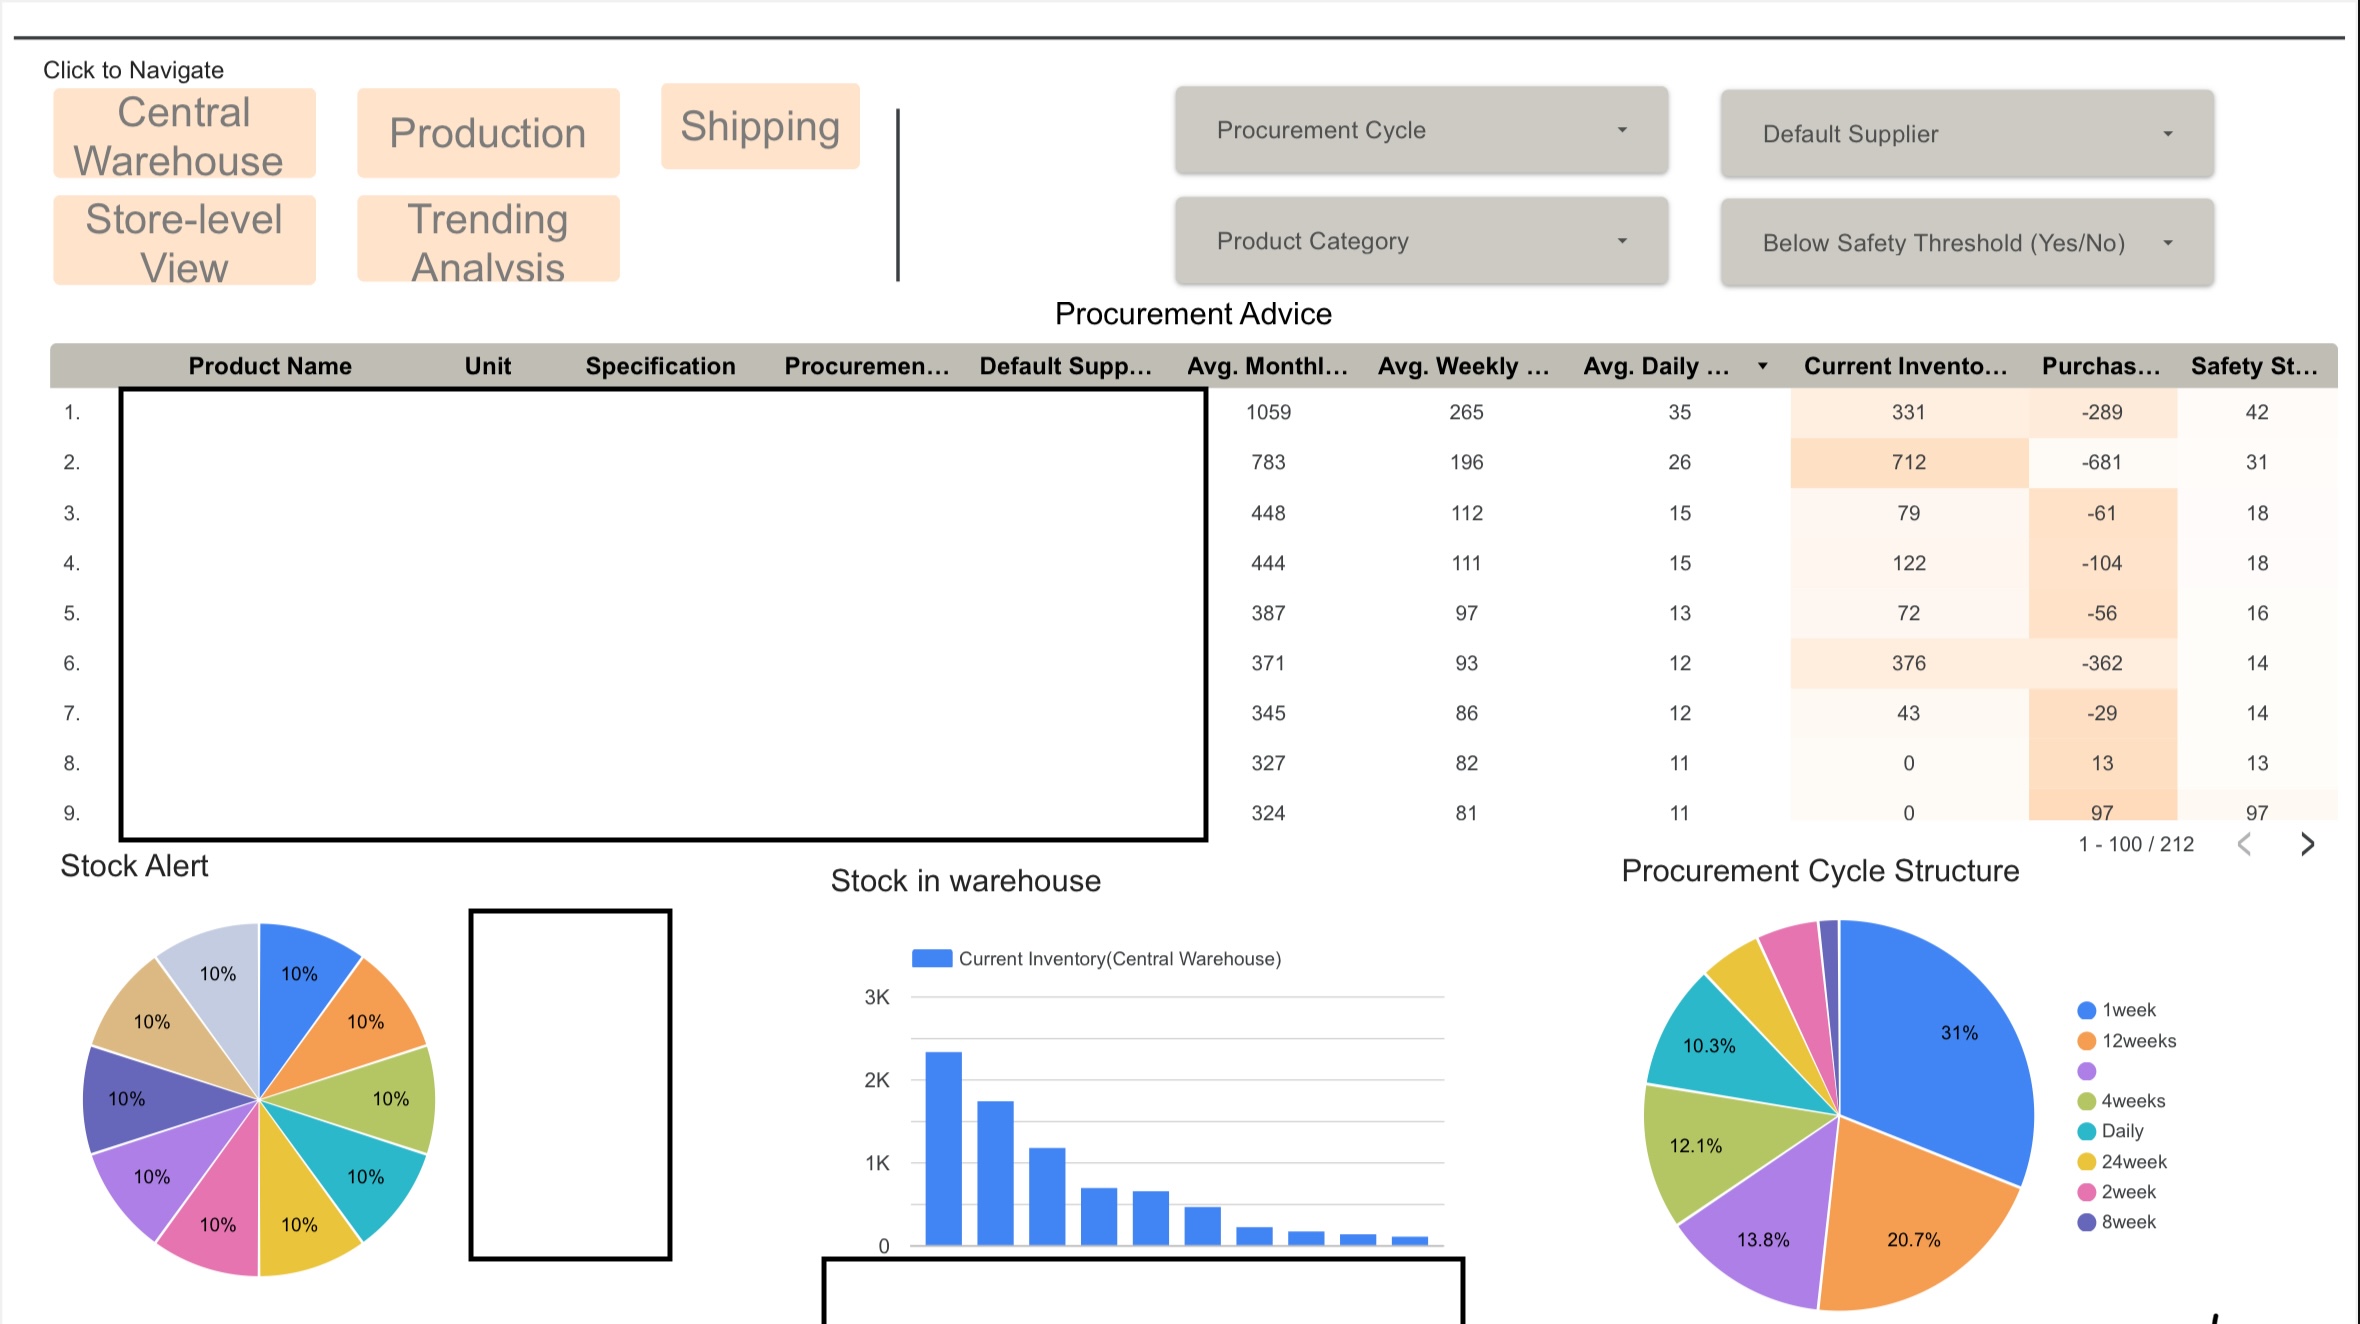 Click to Navigate
Central
Warehouse
Production
Shipping
Store-level
View
Trending
Analysis
Procurement Cycle
Default Supplier
Product Category
Below Safety Threshold (Yes/No)
Procurement Advice
Product Name Unit Specification Procuremen... Default Supp... Avg. Monthl... Avg. Weekly ... Avg. Daily ... Current Invento... Purchas... Safety St...
1. 1059 265 35 331 -289 42
2. 783 196 26 712 -681 31
3. 448 112 15 79 -61 18
4. 444 111 15 122 -104 18
5. 387 97 13 72 -56 16
6. 371 93 12 376 -362 14
7. 345 86 12 43 -29 14
8. 327 82 11 0 13 13
9. 324 81 11 0 97 97
1 - 100 / 212
Stock Alert
10%
10%
10%
10%
10%
10%
10%
10%
10%
10%
Stock in warehouse
Current Inventory(Central Warehouse)
3K
2K
1K
0
Procurement Cycle Structure
31%
20.7%
13.8%
12.1%
10.3%
1week
12weeks
4weeks
Daily
24week
2week
8week